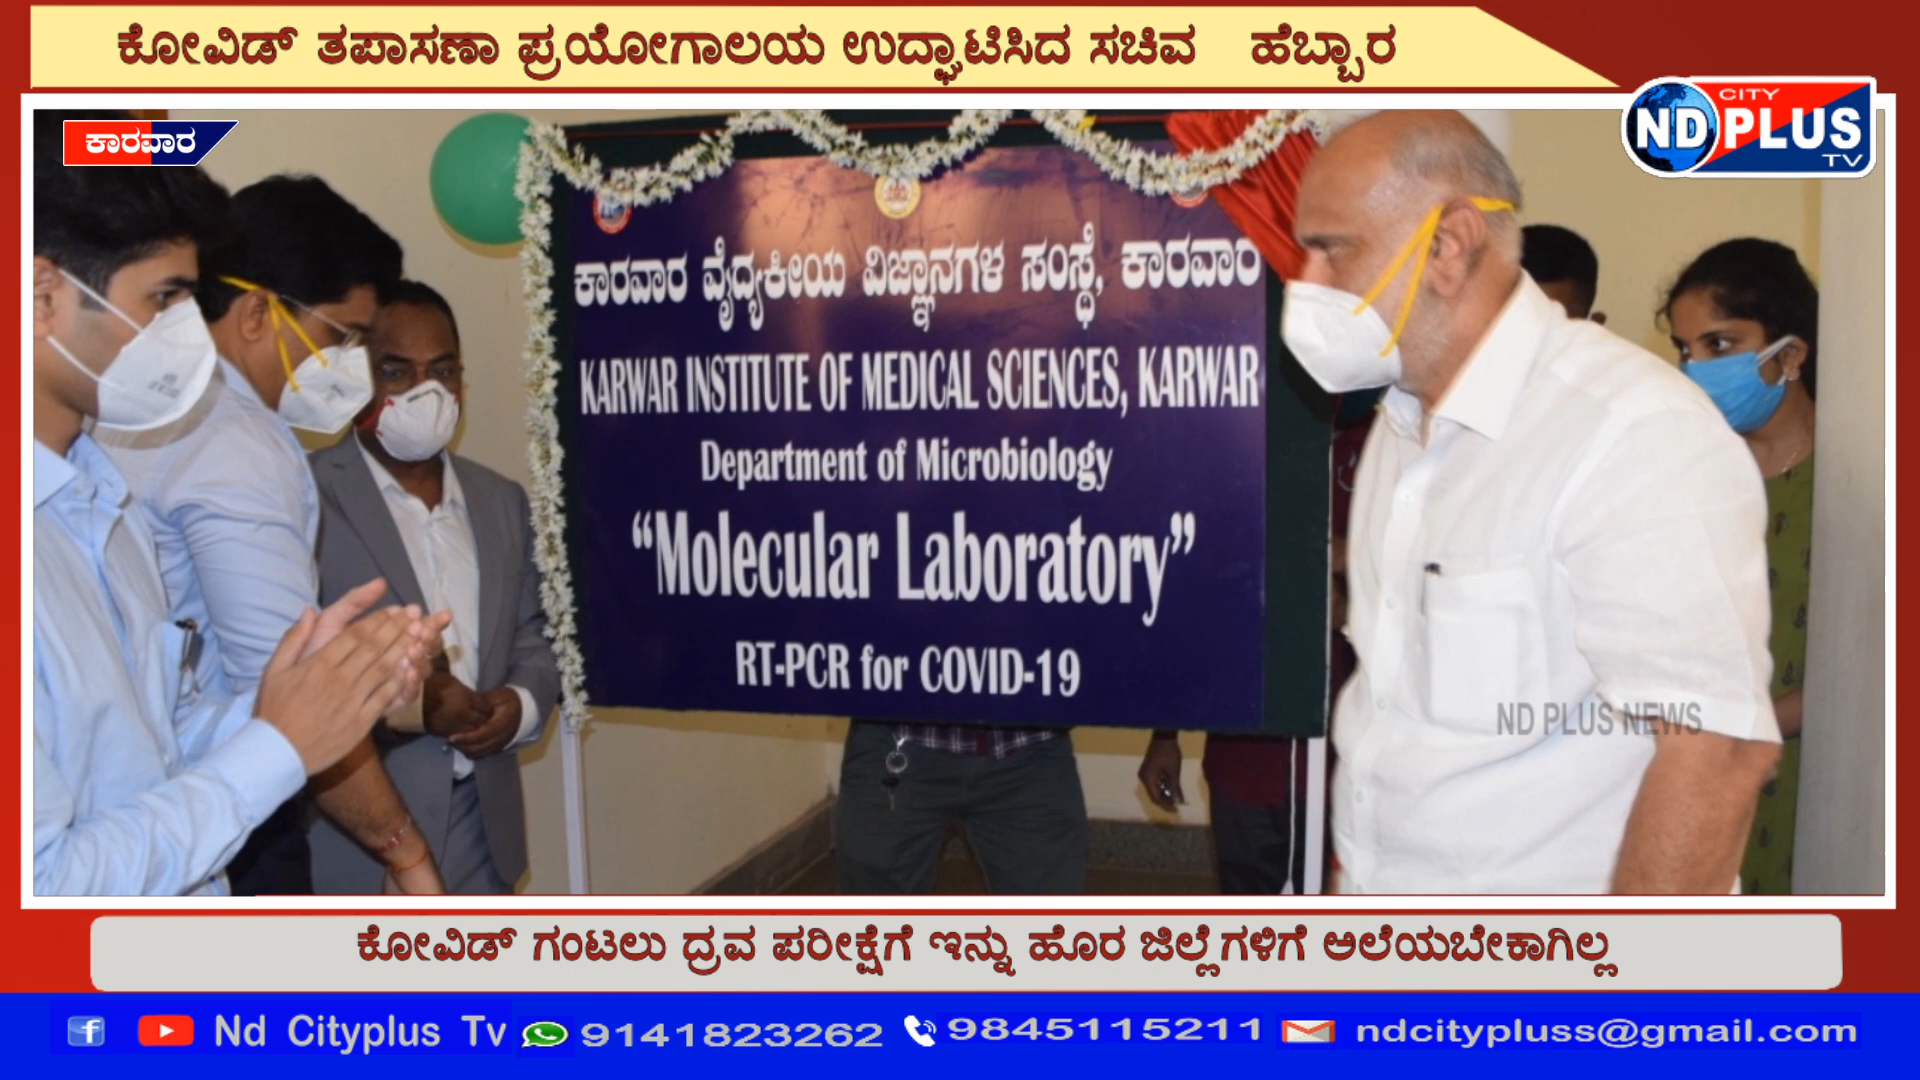 ಕೋವಿಡ್ ತಪಾಸಣಾ ಪ್ರಯೋಗಾಲಯ ಉದ್ಘಾಟಿಸಿದ ಸಚಿವ ಹೆಬ್ಬಾರ
CITY
ND PLUS
TV
ಕಾರವಾರ
ಕಾರವಾರ ವೈದ್ಯಕೀಯ ವಿಜ್ಞಾನಗಳ ಸಂಸ್ಥೆ, ಕಾರವಾರ
KARWAR INSTITUTE OF MEDICAL SCIENCES, KARWAR
Department of Microbiology
“Molecular Laboratory”
RT-PCR for COVID-19
ND PLUS NEWS
ಕೋವಿಡ್ ಗಂಟಲು ದ್ರವ ಪರೀಕ್ಷೆಗೆ ಇನ್ನು ಹೊರ ಜಿಲ್ಲೆಗಳಿಗೆ ಅಲೆಯಬೇಕಾಗಿಲ್ಲ
f Nd Cityplus Tv 9141823262 9845115211 ndcitypluss@gmail.com